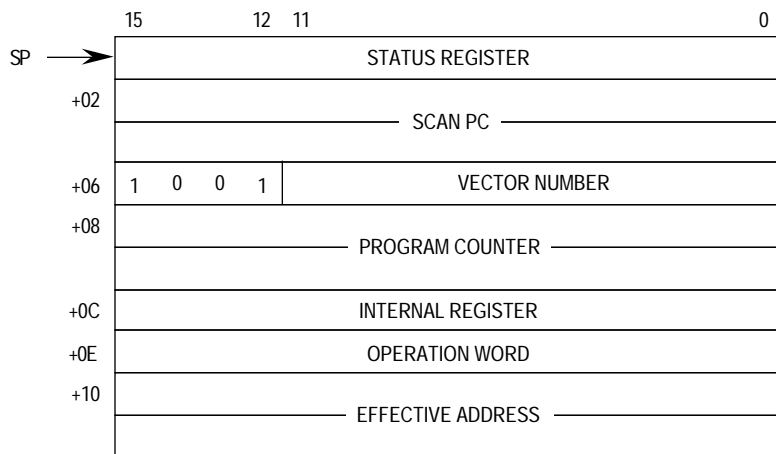 15 12 11 0
SP STATUS REGISTER
+02
SCAN PC
+06 1 0 0 1 VECTOR NUMBER
+08
PROGRAM COUNTER
+0C INTERNAL REGISTER
+0E OPERATION WORD
+10
EFFECTIVE ADDRESS